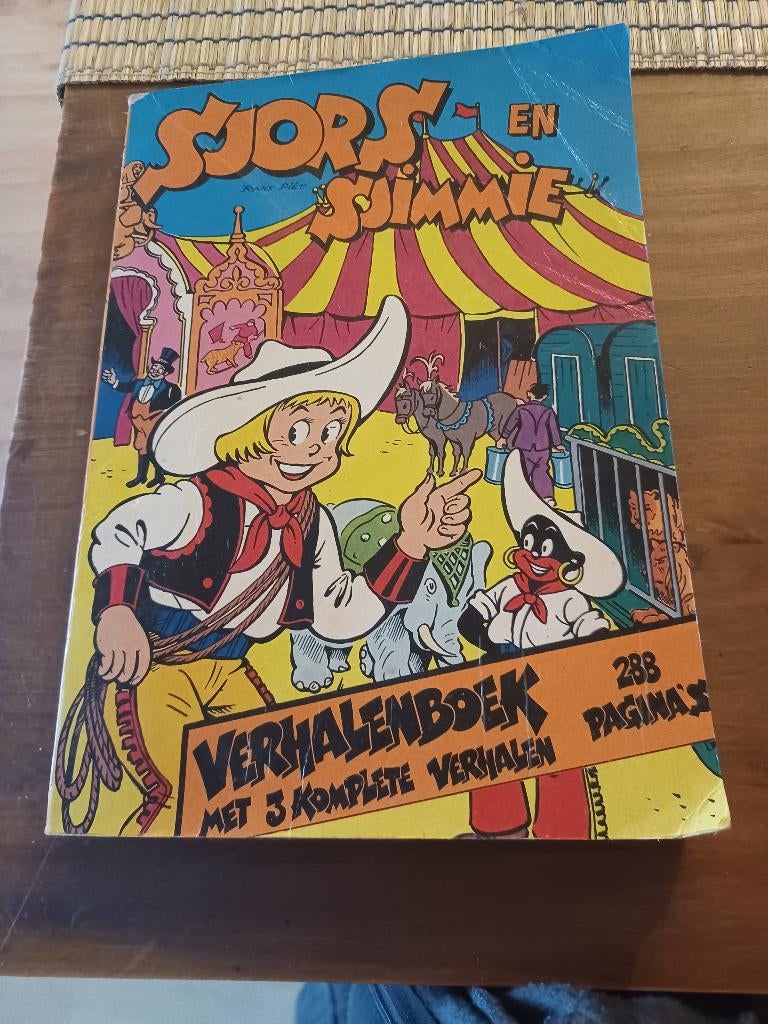 SJORS EN
FRANS PIËT
SJIMMIE
VERHALENBOEK
MET 3 KOMPLETE VERHALEN
288
PAGINA'S